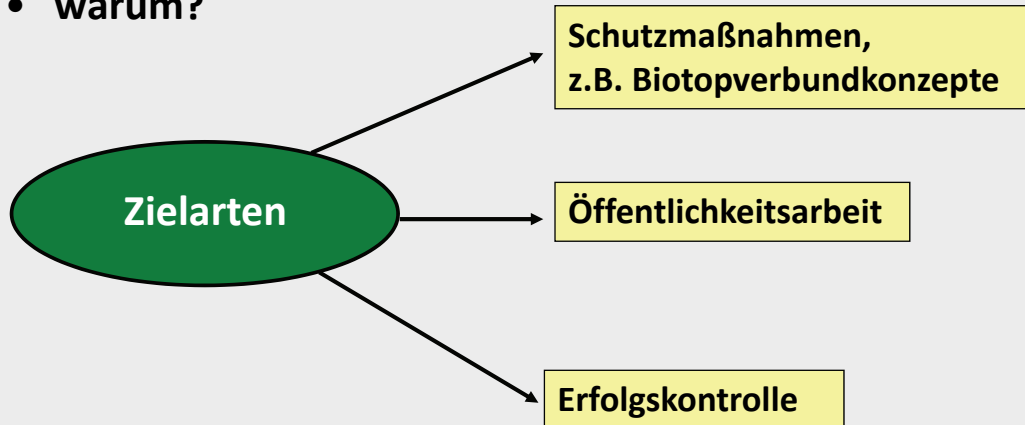 • warum?
Schutzmaßnahmen,
z.B. Biotopverbundkonzepte
Zielarten
Öffentlichkeitsarbeit
Erfolgskontrolle